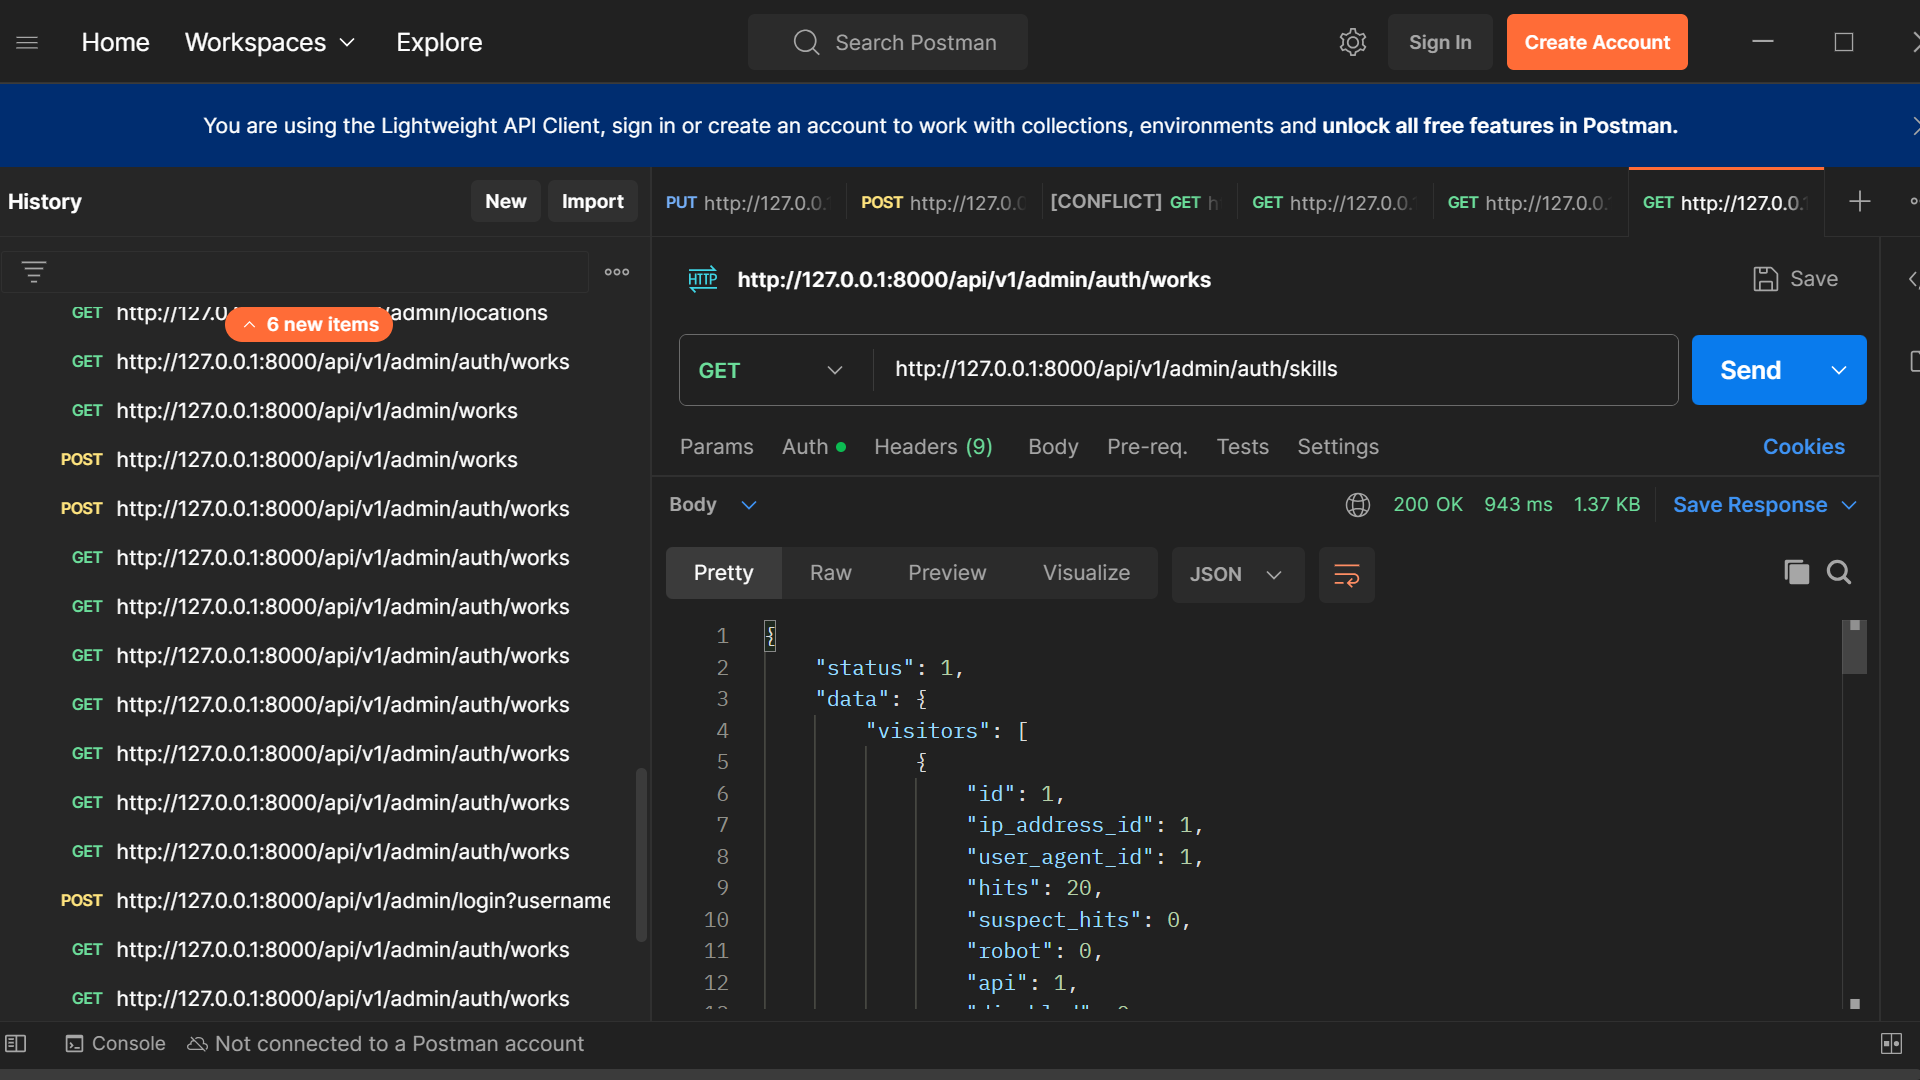 Home Workspaces Explore Search Postman Sign In Create Account
You are using the Lightweight API Client, sign in or create an account to work with collections, environments and unlock all free features in Postman.
History New Import
PUT http://127.0.0. POST http://127.0.0 [CONFLICT] GET h GET http://127.0.0. GET http://127.0.0. GET http://127.0.0.1
GET http://127.0 /admin/locations
6 new items
GET http://127.0.0.1:8000/api/v1/admin/auth/works
GET http://127.0.0.1:8000/api/v1/admin/works
POST http://127.0.0.1:8000/api/v1/admin/works
POST http://127.0.0.1:8000/api/v1/admin/auth/works
GET http://127.0.0.1:8000/api/v1/admin/auth/works
GET http://127.0.0.1:8000/api/v1/admin/auth/works
GET http://127.0.0.1:8000/api/v1/admin/auth/works
GET http://127.0.0.1:8000/api/v1/admin/auth/works
GET http://127.0.0.1:8000/api/v1/admin/auth/works
GET http://127.0.0.1:8000/api/v1/admin/auth/works
GET http://127.0.0.1:8000/api/v1/admin/auth/works
POST http://127.0.0.1:8000/api/v1/admin/login?username
GET http://127.0.0.1:8000/api/v1/admin/auth/works
GET http://127.0.0.1:8000/api/v1/admin/auth/works
HTTP http://127.0.0.1:8000/api/v1/admin/auth/works Save
GET http://127.0.0.1:8000/api/v1/admin/auth/skills Send
Params Auth Headers (9) Body Pre-req. Tests Settings Cookies
Body 200 OK 943 ms 1.37 KB Save Response
Pretty Raw Preview Visualize JSON
1 {
2 "status": 1,
3 "data": {
4 "visitors": [
5 {
6 "id": 1,
7 "ip_address_id": 1,
8 "user_agent_id": 1,
9 "hits": 20,
10 "suspect_hits": 0,
11 "robot": 0,
12 "api": 1,
Console Not connected to a Postman account